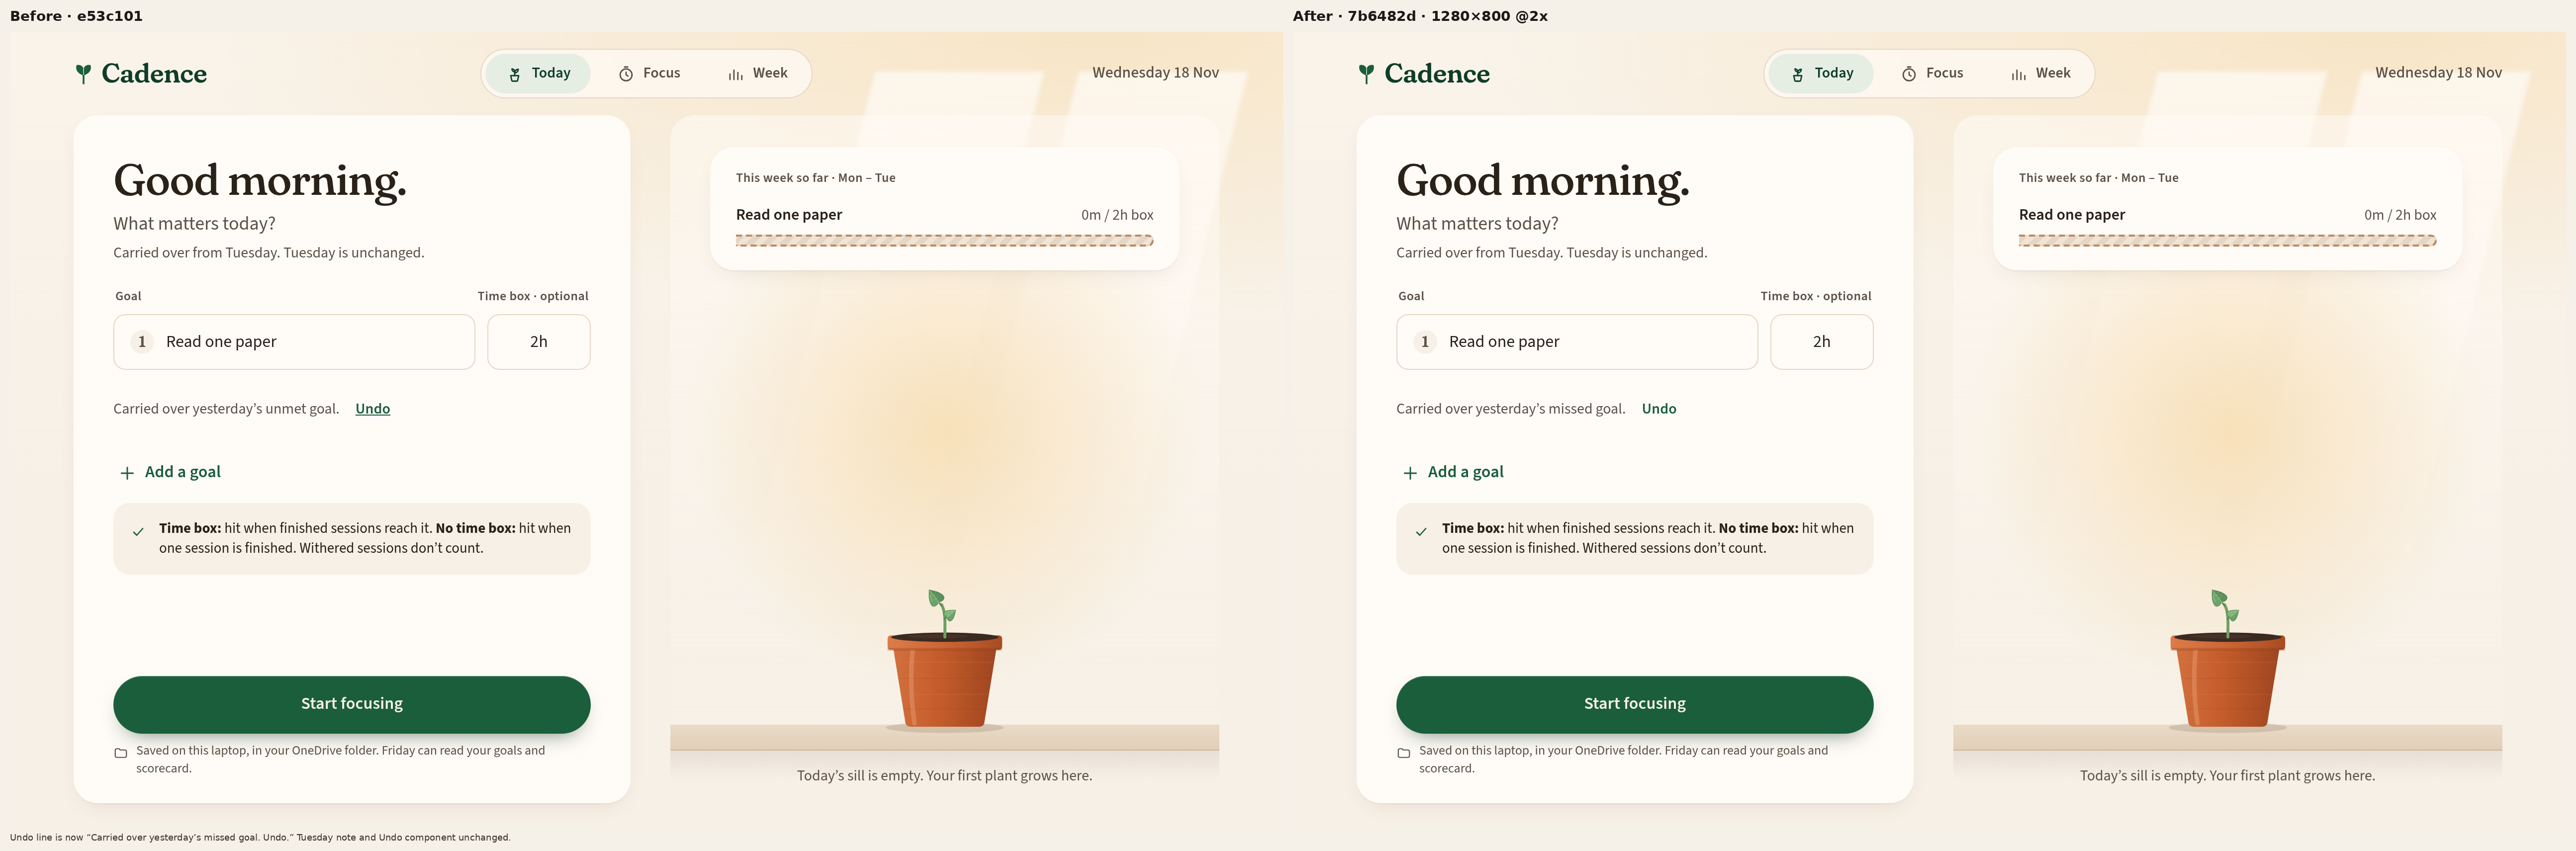 Before · e53c101
Cadence
Today
Focus
Week
Wednesday 18 Nov
Good morning.
What matters today?
Carried over from Tuesday. Tuesday is unchanged.
Goal
Time box · optional
1
Read one paper
2h
Carried over yesterday’s unmet goal.
Undo
Add a goal
Time box: hit when finished sessions reach it. No time box: hit when
one session is finished. Withered sessions don’t count.
Start focusing
Saved on this laptop, in your OneDrive folder. Friday can read your goals and
scorecard.
This week so far · Mon – Tue
Read one paper
0m / 2h box
Today’s sill is empty. Your first plant grows here.
After · 7b6482d · 1280×800 @2x
Cadence
Today
Focus
Week
Wednesday 18 Nov
Good morning.
What matters today?
Carried over from Tuesday. Tuesday is unchanged.
Goal
Time box · optional
1
Read one paper
2h
Carried over yesterday’s missed goal.
Undo
Add a goal
Time box: hit when finished sessions reach it. No time box: hit when
one session is finished. Withered sessions don’t count.
Start focusing
Saved on this laptop, in your OneDrive folder. Friday can read your goals and
scorecard.
This week so far · Mon – Tue
Read one paper
0m / 2h box
Today’s sill is empty. Your first plant grows here.
Undo line is now “Carried over yesterday’s missed goal. Undo.” Tuesday note and Undo component unchanged.